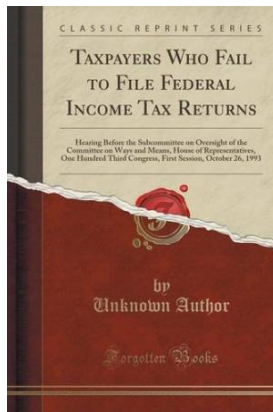 CLASSIC REPRINT SERIES
TAXPAYERS WHO FAIL
TO FILE FEDERAL
INCOME TAX RETURNS
Hearing Before the Subcommittee on Oversight of the
Committee on Ways and Means, House of Representatives,
One Hundred Third Congress, First Session, October 26, 1993
by
Unknown Author
Forgotten Books